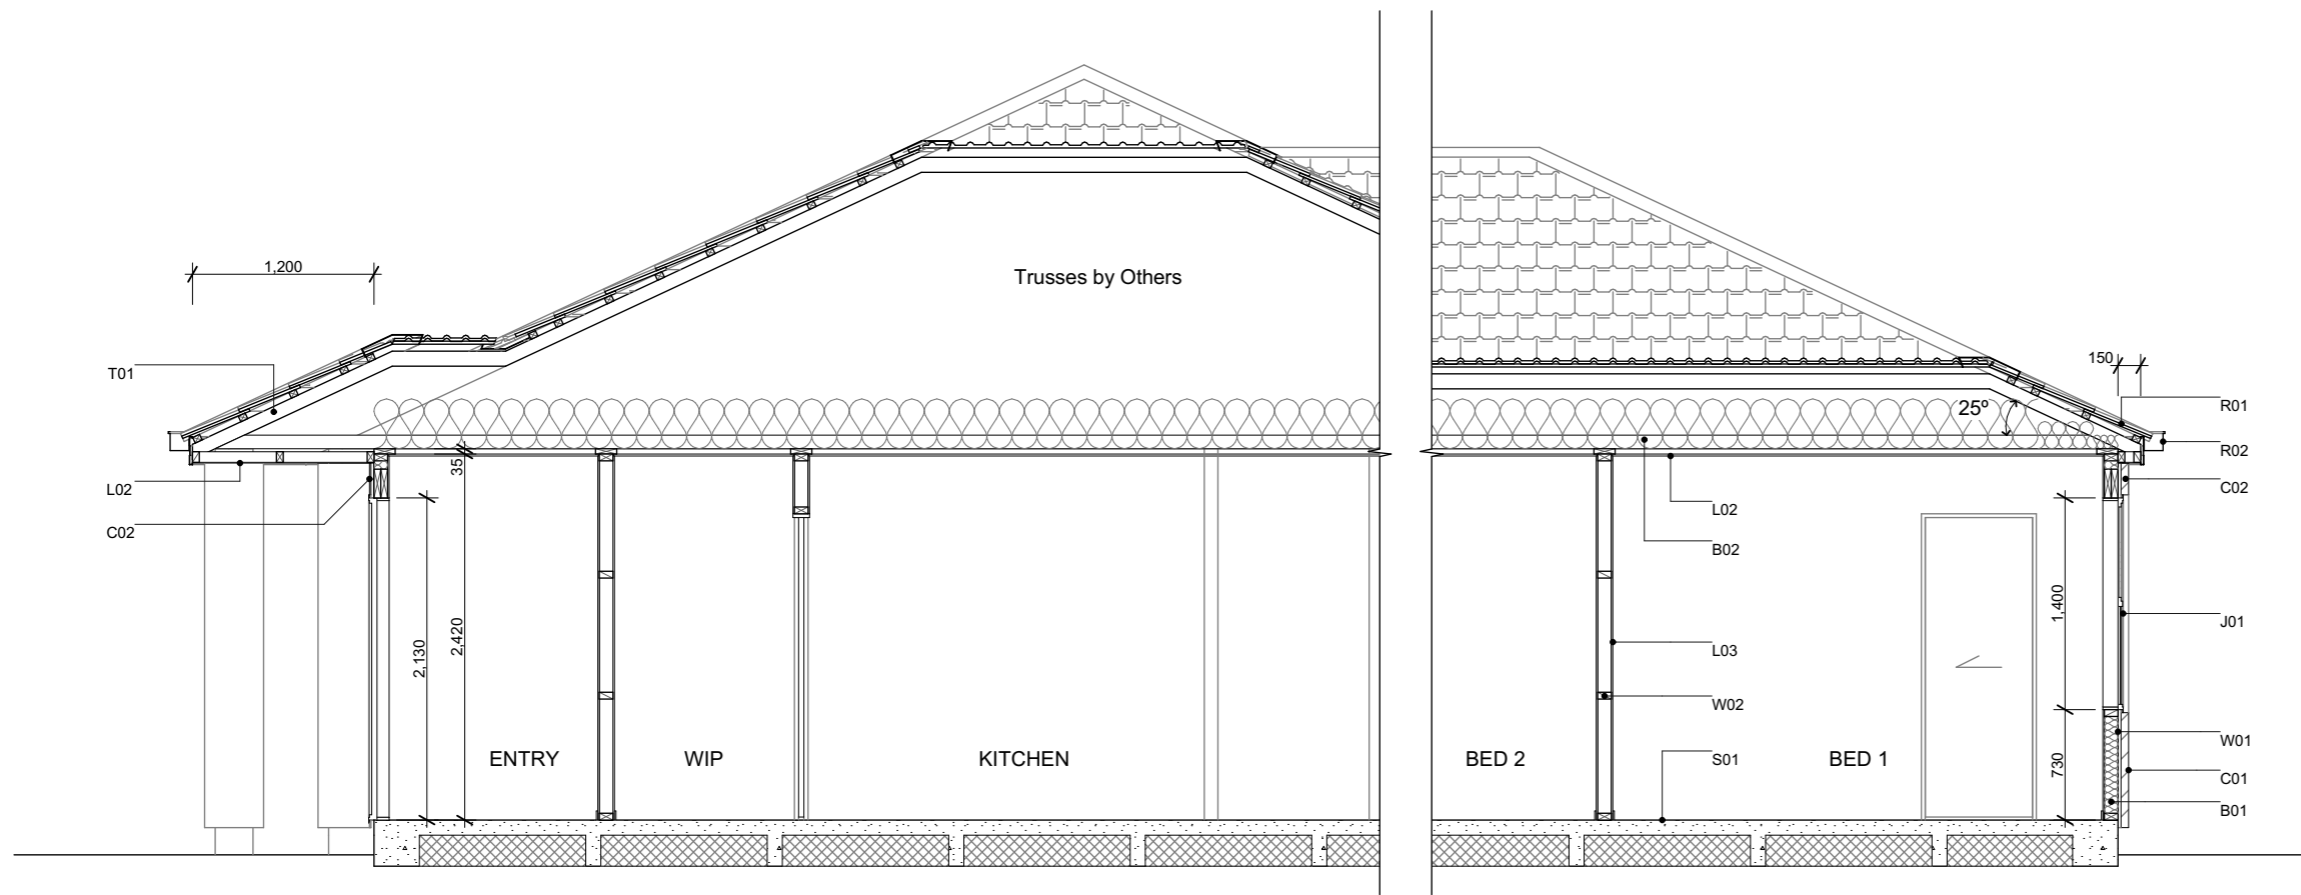 1,200
Trusses by Others
T01
150
25°
R01
R02
L02
C02
35
C02
L02
B02
2,130
2,420
1,400
J01
L03
W02
ENTRY
WIP
KITCHEN
BED 2
S01
BED 1
730
W01
C01
B01